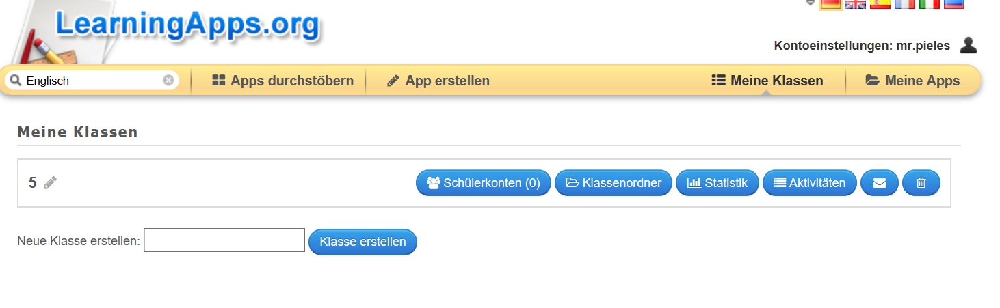 LearningApps.org
Kontoeinstellungen: mr.pieles
Englisch Apps durchstöbern App erstellen Meine Klassen Meine Apps
Meine Klassen
5 Schülerkonten (0) Klassenordner Statistik Aktivitäten
Neue Klasse erstellen: Klasse erstellen